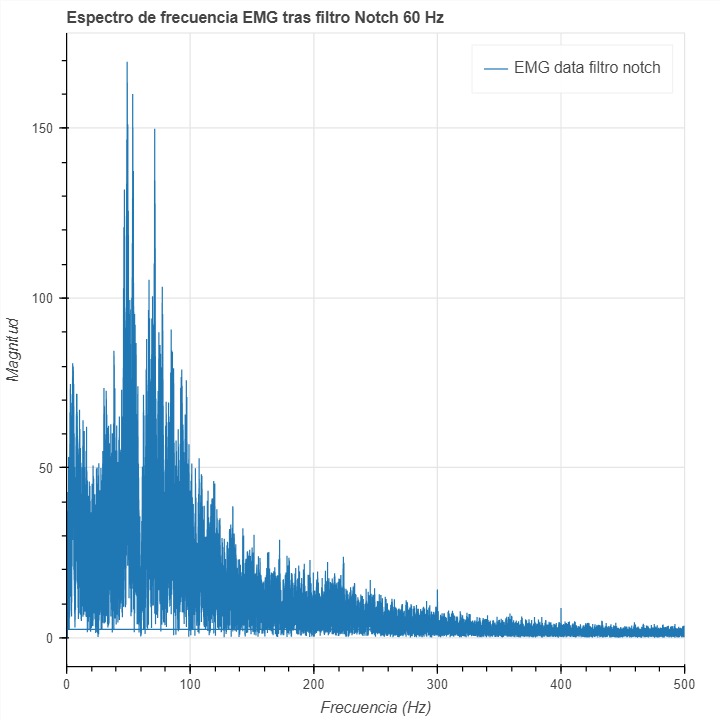 Espectro de frecuencia EMG tras filtro Notch 60 Hz
EMG data filtro notch
150
100
50
0
Magnitud
0 100 200 300 400 500
Frecuencia (Hz)